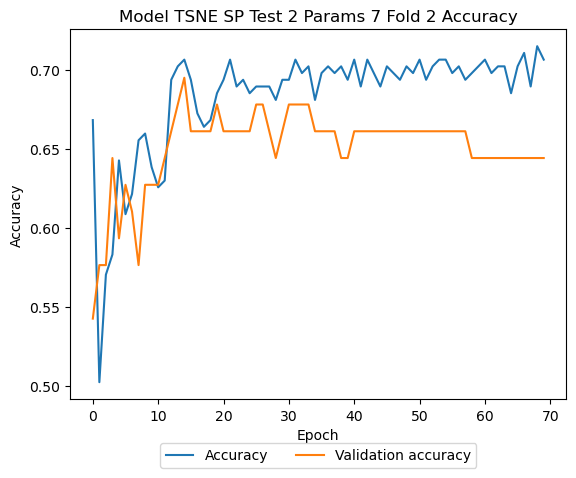 Model TSNE SP Test 2 Params 7 Fold 2 Accuracy
0.70
0.65
0.60
0.55
0.50
Accuracy
0 10 20 30 40 50 60 70
Epoch
Accuracy Validation accuracy